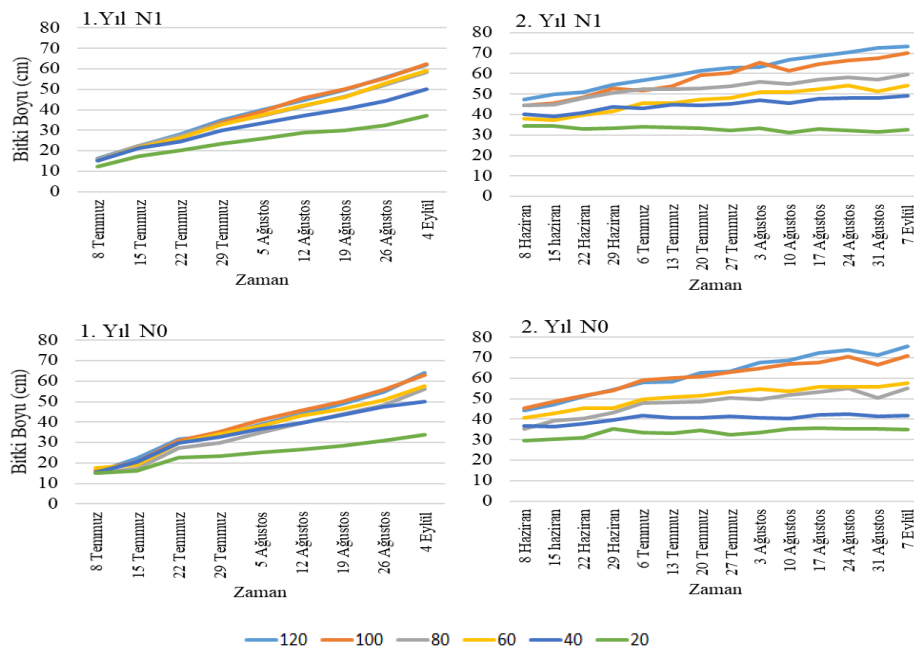 1.Yıl N1
Bitki Boyu (cm)
80
70
60
50
40
30
20
10
0
8 Temmuz
15 Temmuz
22 Temmuz
29 Temmuz
5 Ağustos
12 Ağustos
19 Ağustos
26 Ağustos
4 Eylül
Zaman
2. Yıl N1
80
70
60
50
40
30
20
10
0
8 Haziran
15 haziran
22 Haziran
29 Haziran
6 Temmuz
13 Temmuz
20 Temmuz
27 Temmuz
3 Ağustos
10 Ağustos
17 Ağustos
24 Ağustos
31 Ağustos
7 Eylül
Zaman
1. Yıl N0
Bitki Boyu (cm)
80
70
60
50
40
30
20
10
0
8 Temmuz
15 Temmuz
22 Temmuz
29 Temmuz
5 Ağustos
12 Ağustos
19 Ağustos
26 Ağustos
4 Eylül
Zaman
2. Yıl N0
80
70
60
50
40
30
20
10
0
8 Haziran
15 haziran
22 Haziran
29 Haziran
6 Temmuz
13 Temmuz
20 Temmuz
27 Temmuz
3 Ağustos
10 Ağustos
17 Ağustos
24 Ağustos
31 Ağustos
7 Eylül
Zaman
120 100 80 60 40 20